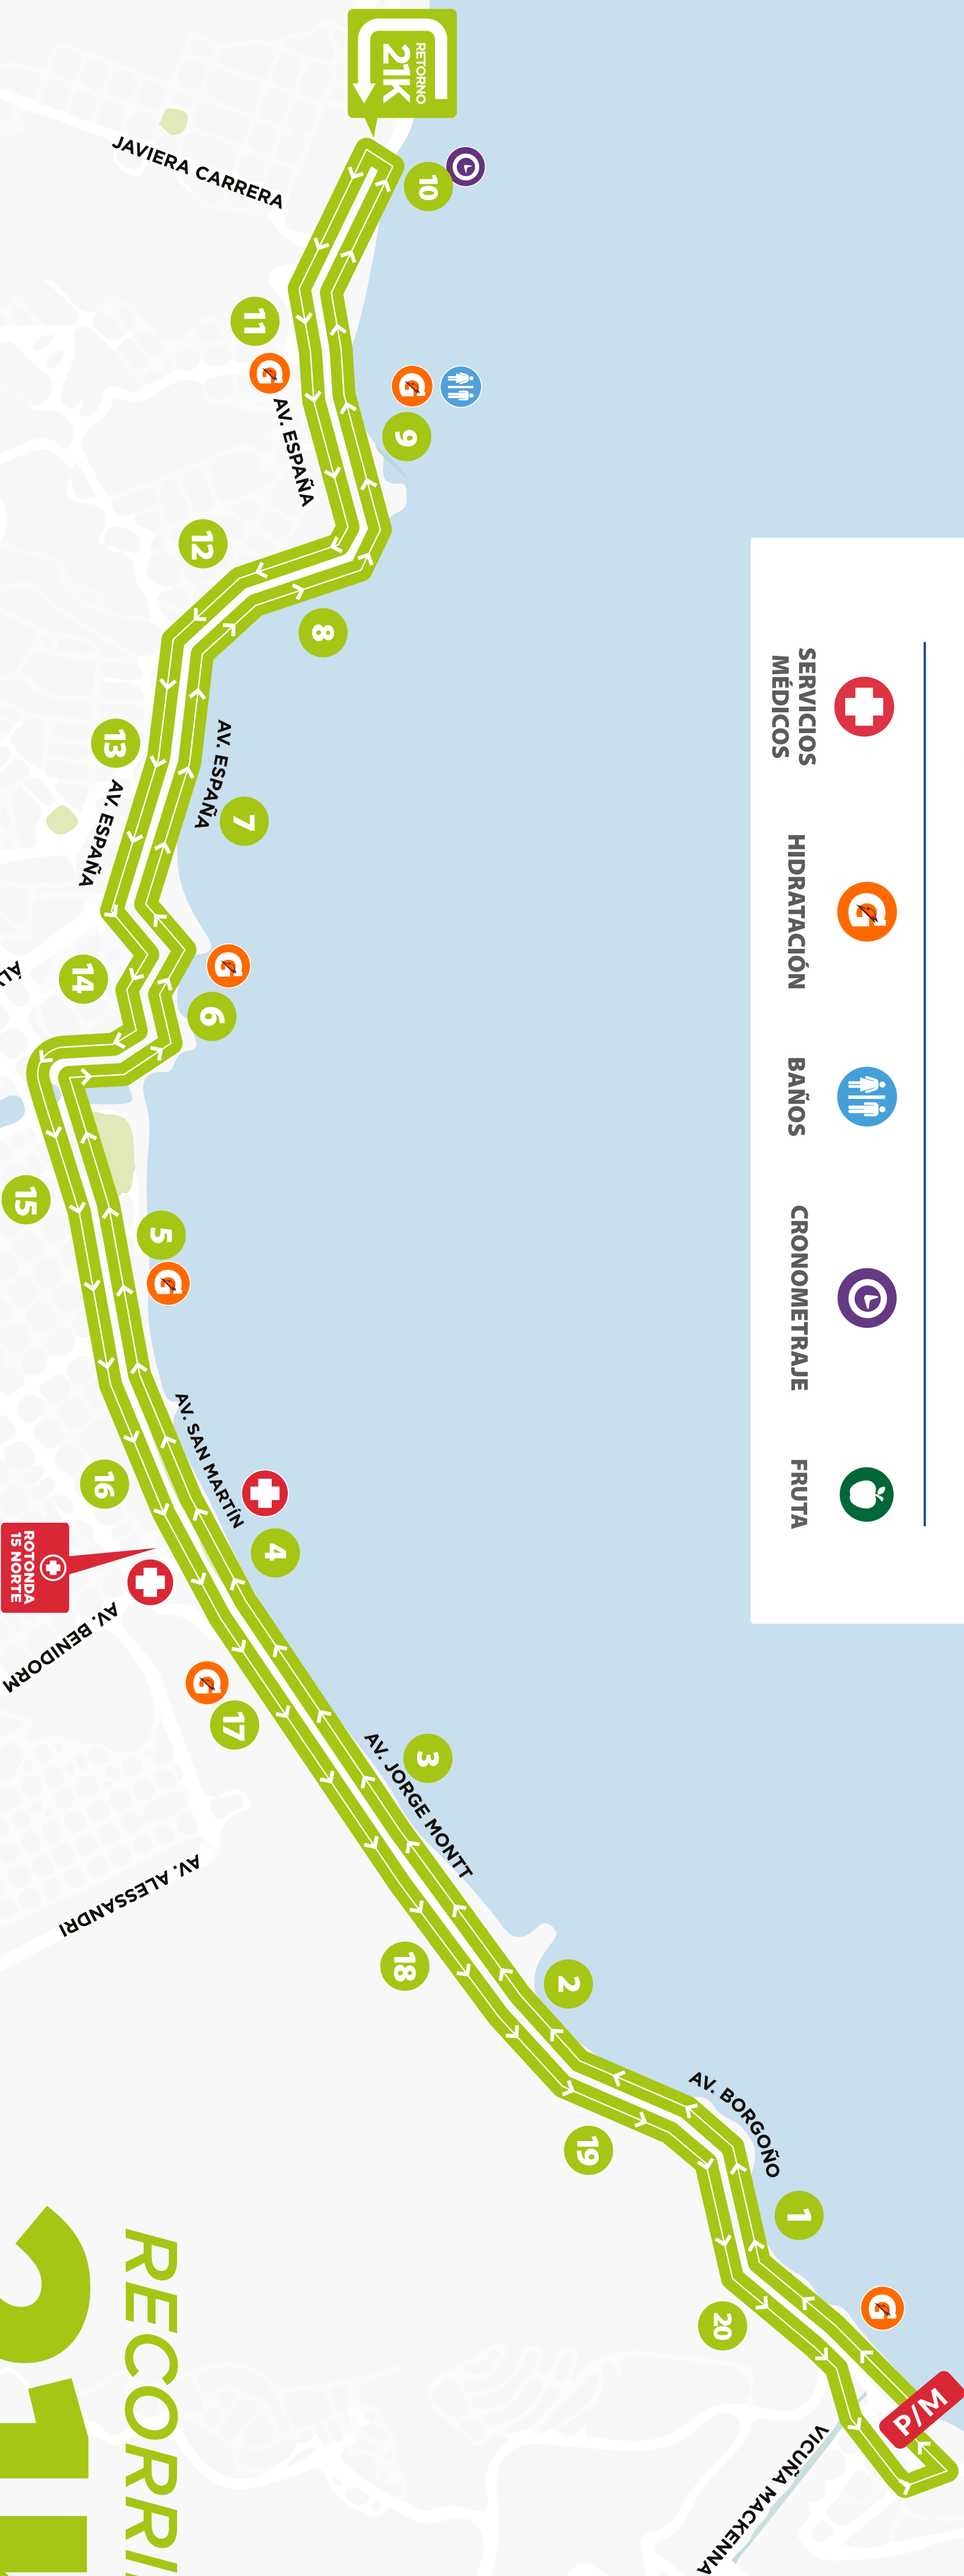 RETORNO
21K
JAVIERA CARRERA
10
11
AV. ESPAÑA
9
12
8
13
AV. ESPAÑA
7
AV. ESPAÑA
14
6
15
5
AV. SAN MARTÍN
16
4
ROTONDA
15 NORTE
AV. BENIDORM
17
3
AV. JORGE MONTT
AV. ALESSANDRI
18
2
AV. BORGOÑO
19
1
20
P/M
VICUÑA MACKENNA
SERVICIOS
MÉDICOS
HIDRATACIÓN
BAÑOS
CRONOMETRAJE
FRUTA
RECORRI
21